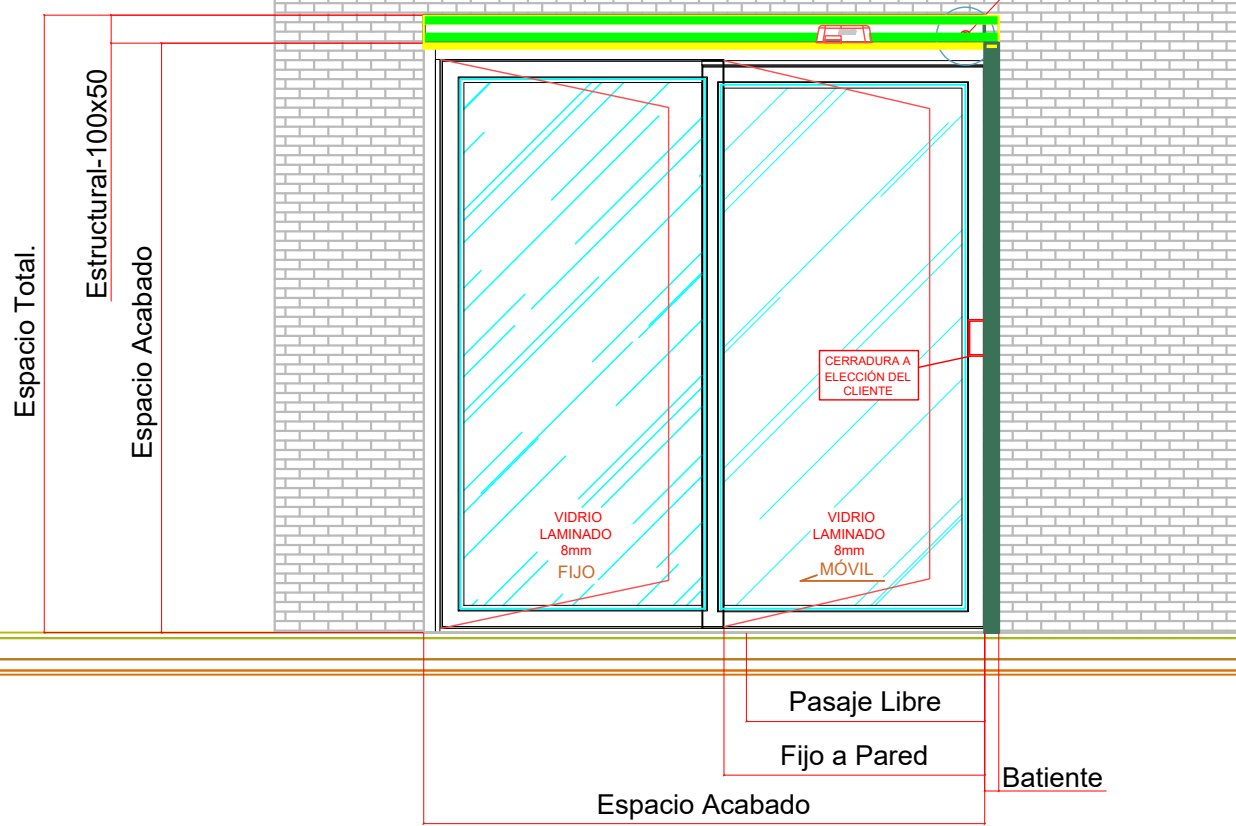 Espacio Total.
Estructural-100x50
Espacio Acabado
CERRADURA A
ELECCIÓN DEL
CLIENTE
VIDRIO
LAMINADO
8mm
FIJO
VIDRIO
LAMINADO
8mm
MÓVIL
Pasaje Libre
Fijo a Pared
Batiente
Espacio Acabado